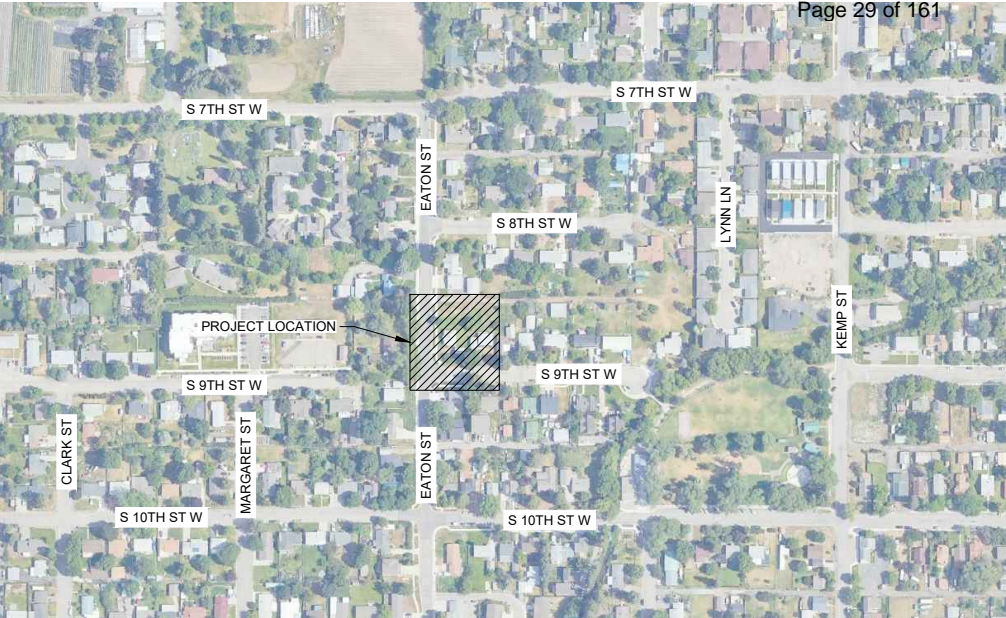 Page 29 of 161
S 7TH ST W
S 7TH ST W
EATON ST
S 8TH ST W
LYNN LN
PROJECT LOCATION
KEMP ST
S 9TH ST W
S 9TH ST W
CLARK ST
MARGARET ST
EATON ST
S 10TH ST W
S 10TH ST W